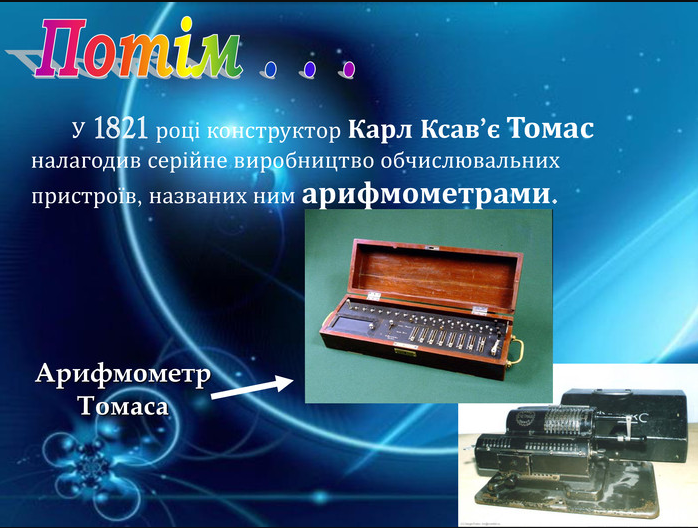 Потім . . .
У 1821 році конструктор Карл Ксав’є Томас
налагодив серійне виробництво обчислювальних
пристроїв, названих ним арифмометрами.
Арифмометр
Томаса